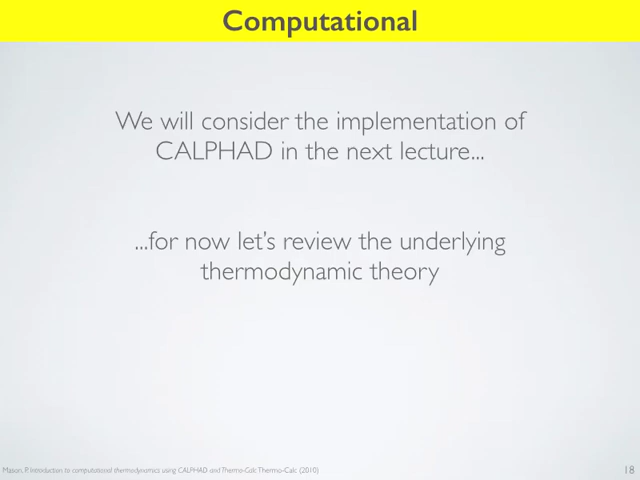 Computational
We will consider the implementation of
CALPHAD in the next lecture...
...for now let's review the underlying
thermodynamic theory
Mason, P. Introduction to computational thermodynamics using CALPHAD and Thermo-Calc Thermo-Calc (2010)
18